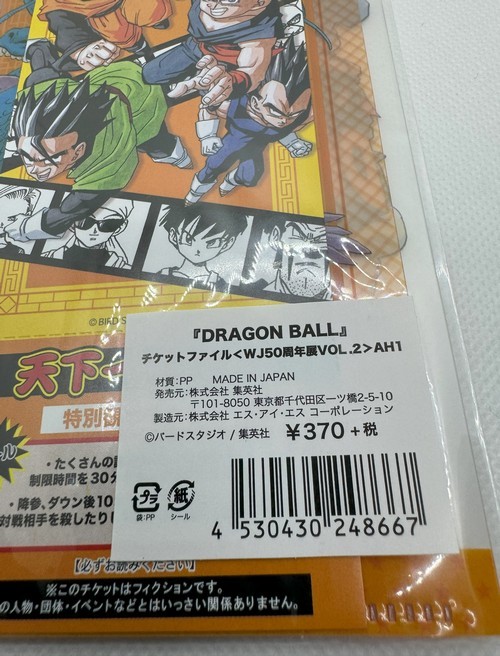 ©BIRD S
天下一
特別
『DRAGON BALL』
チケットファイル<WJ50周年展VOL.2>AH1
材質:PP MADE IN JAPAN
発売元:株式会社 集英社
〒101-8050 東京都千代田区一ツ橋2-5-10
製造元:株式会社 エス・アイ・エス コーポレーション
©バードスタジオ / 集英社 ¥370+税
プラ
袋:PP
紙
シール
4 530430 248667
・たくさんの
制限時間を30分
・降参、ダウン後10
対戦相手を殺したりし
【必ずお読みください】
※このチケットはフィクションです。
の人物・団体・イベントなどとはいっさい関係ありません。